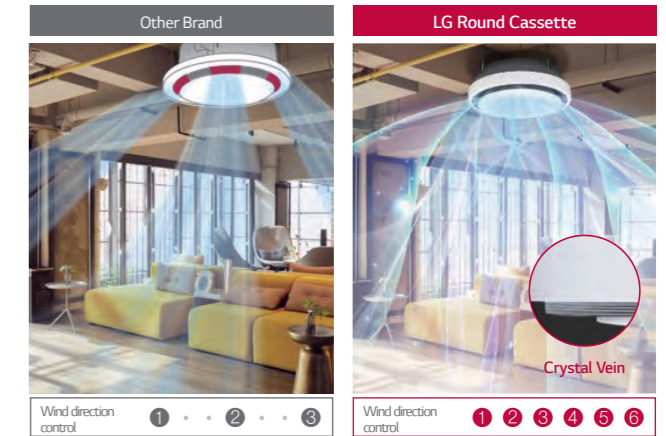 Other Brand
LG Round Cassette
Crystal Vein
Wind direction
control
1 · · 2 · · 3
Wind direction
control
1 2 3 4 5 6